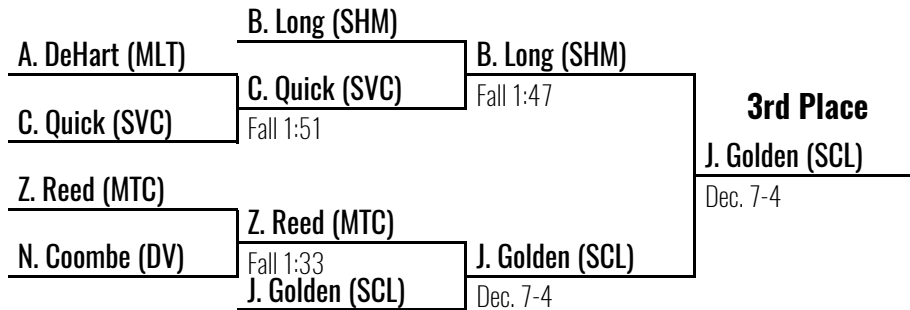 B. Long (SHM)
A. DeHart (MLT)
B. Long (SHM)
C. Quick (SVC)
Fall 1:47
3rd Place
C. Quick (SVC)
Fall 1:51
J. Golden (SCL)
Z. Reed (MTC)
Dec. 7-4
Z. Reed (MTC)
N. Coombe (DV)
Fall 1:33
J. Golden (SCL)
J. Golden (SCL)
Dec. 7-4